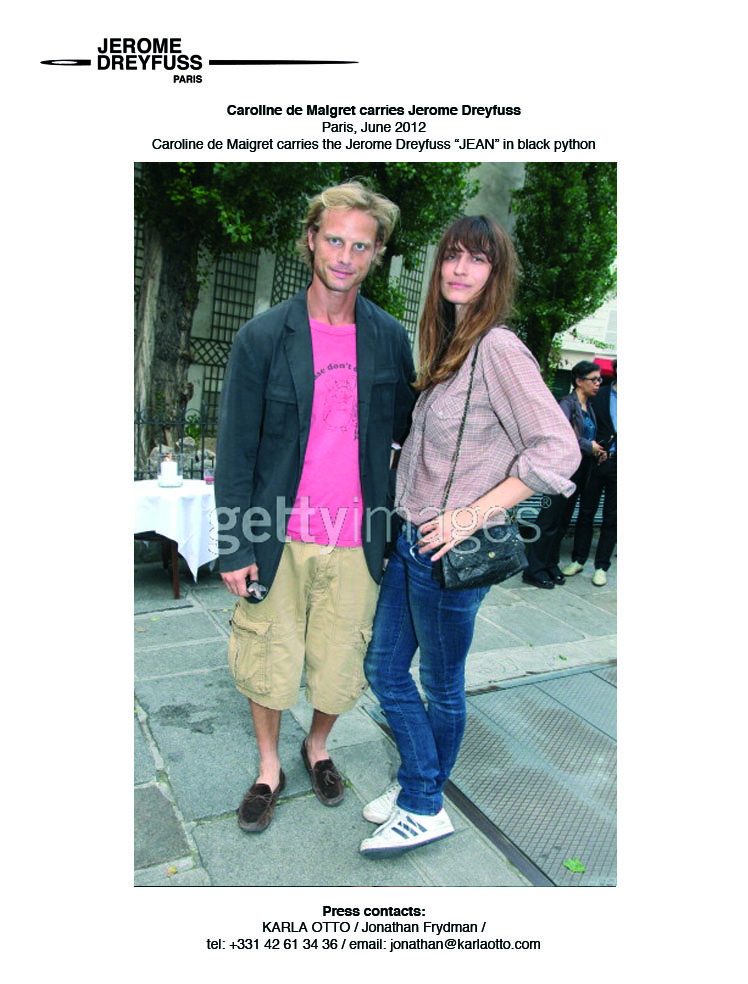 JEROME
DREYFUSS
PARIS
Caroline de Maigret carries Jerome Dreyfuss
Paris, June 2012
Caroline de Maigret carries the Jerome Dreyfuss “JEAN” in black python
don't
gettyimages®
gettyimages
Press contacts:
KARLA OTTO / Jonathan Frydman /
tel: +331 42 61 34 36 / email: jonathan@karlaotto.com